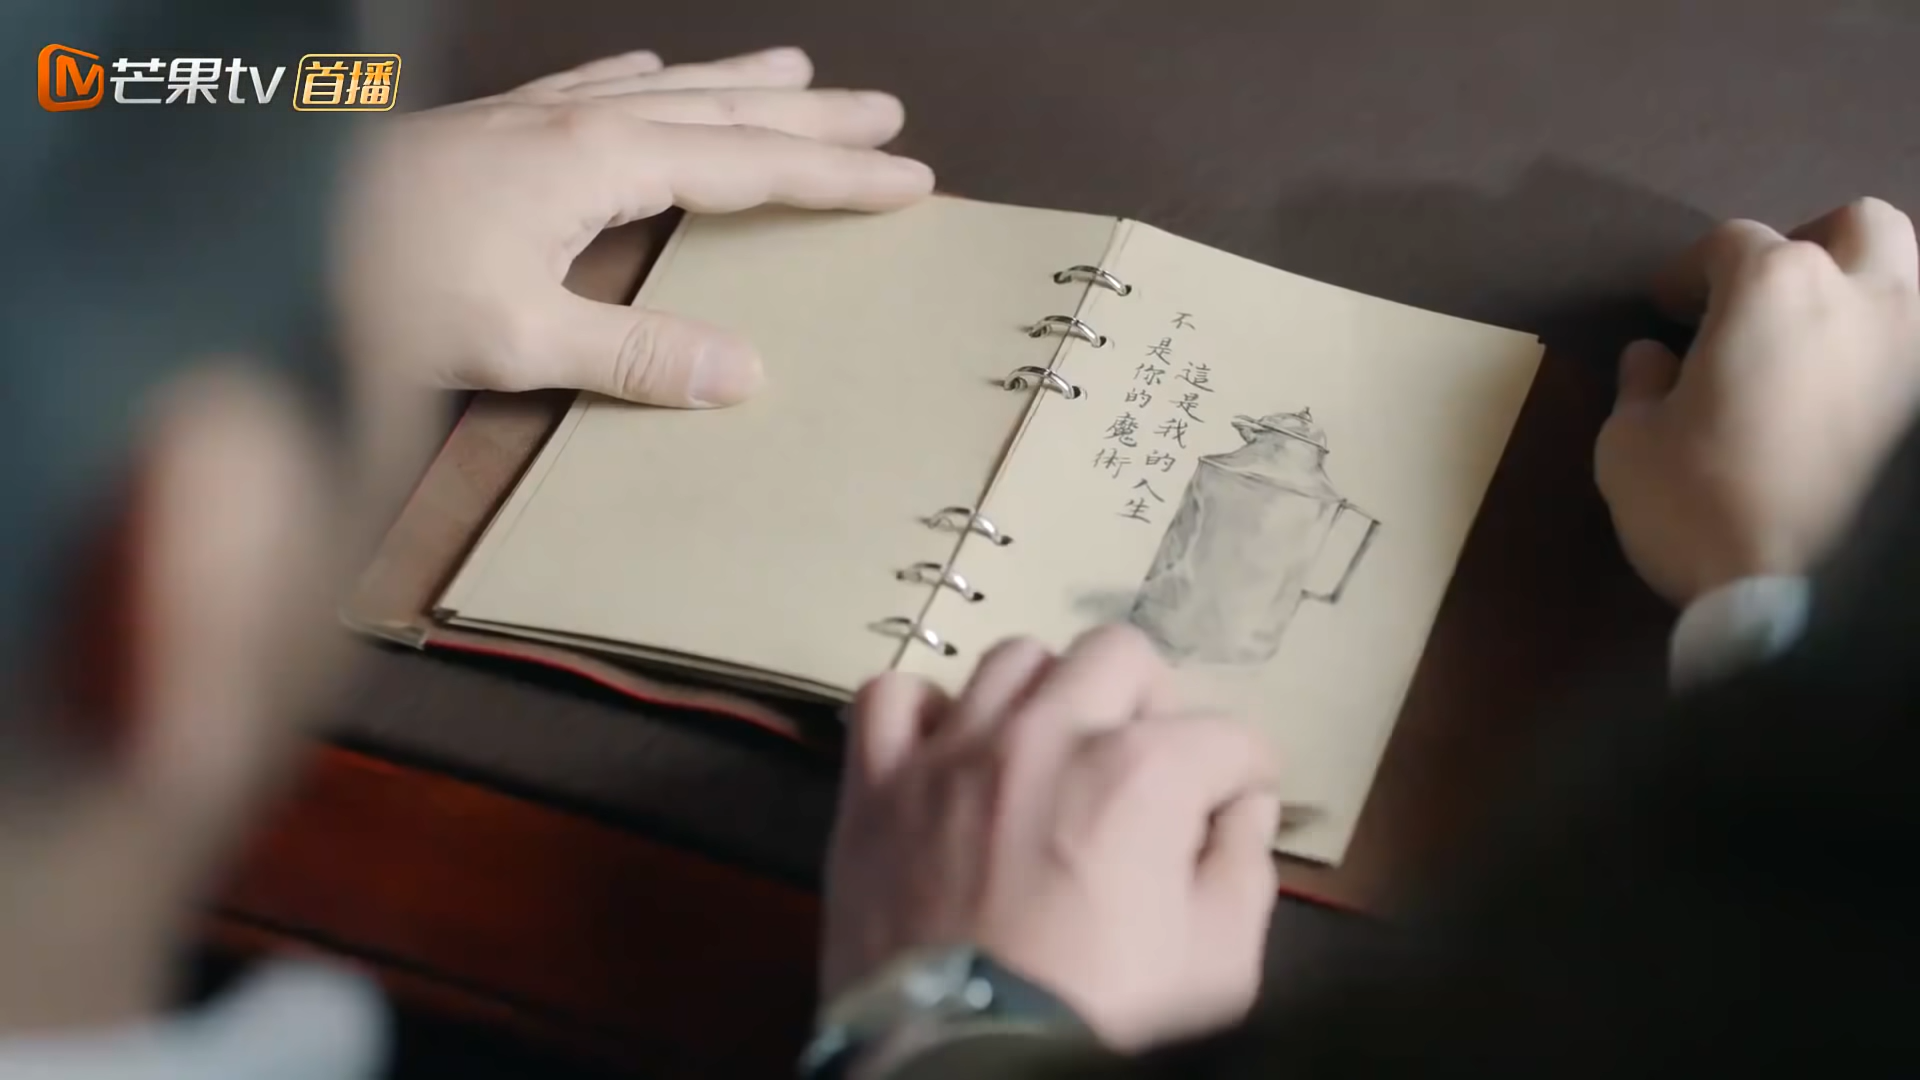 芒果tv 首播
這是我的人生
不是你的魔術